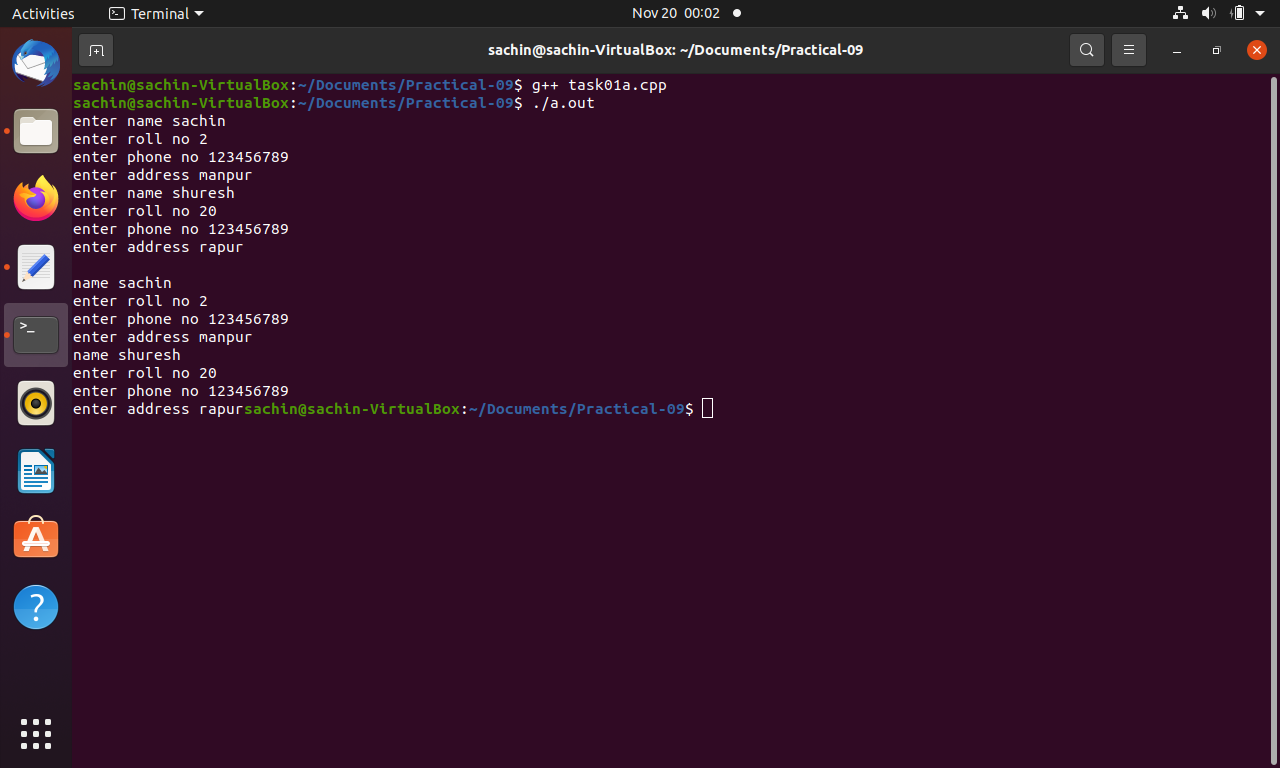 Activities Terminal Nov 20 00:02
sachin@sachin-VirtualBox: ~/Documents/Practical-09
sachin@sachin-VirtualBox:~/Documents/Practical-09$ g++ task01a.cpp
sachin@sachin-VirtualBox:~/Documents/Practical-09$ ./a.out
enter name sachin
enter roll no 2
enter phone no 123456789
enter address manpur
enter name shuresh
enter roll no 20
enter phone no 123456789
enter address rapur

name sachin
enter roll no 2
enter phone no 123456789
enter address manpur
name shuresh
enter roll no 20
enter phone no 123456789
enter address rapursachin@sachin-VirtualBox:~/Documents/Practical-09$